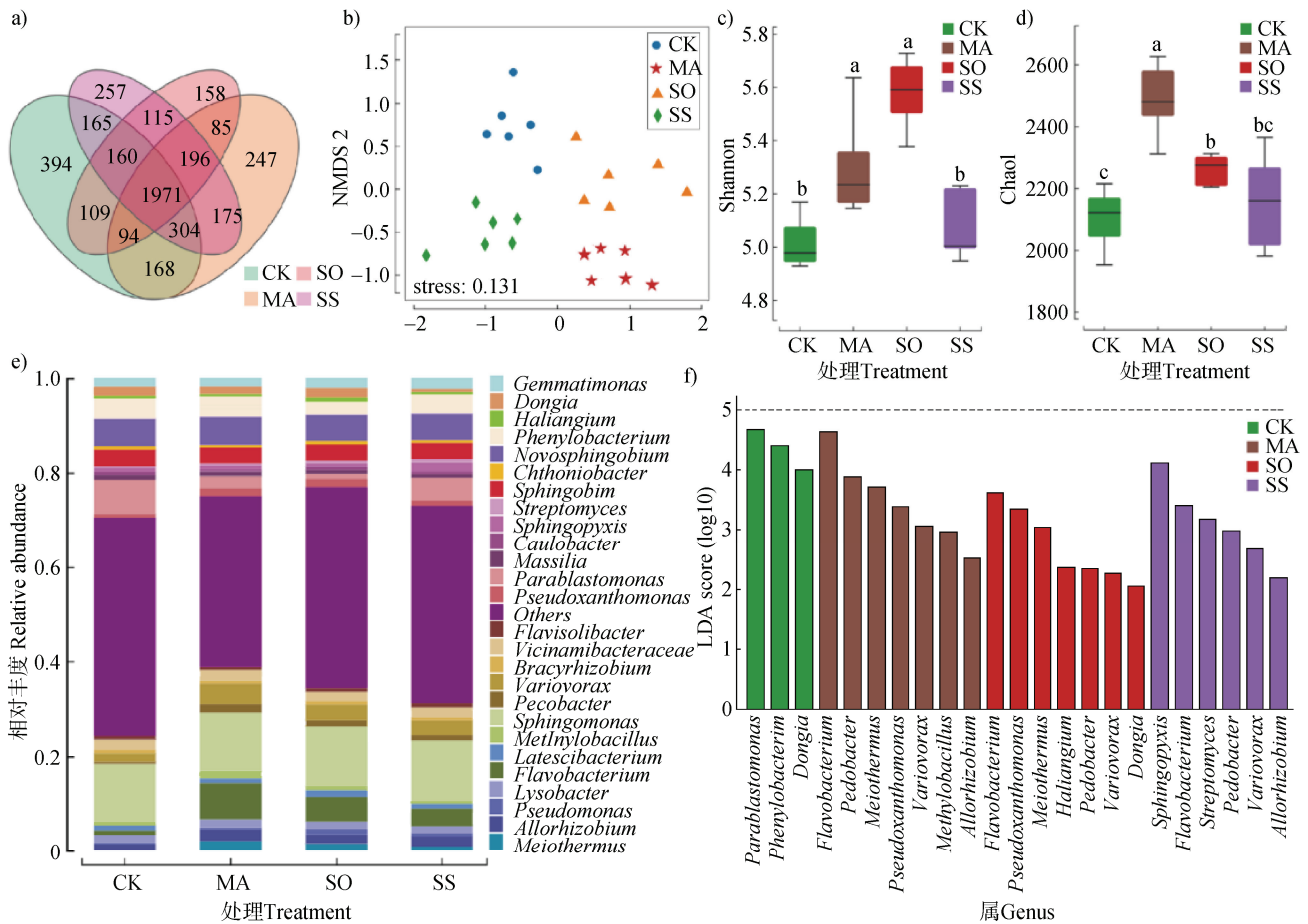 a)
257
158
165
115
85
394
160
196
247
1971
109
304
175
94
168
CK SO
MA SS
b)
NMDS 2
1.5
1.0
0.5
0.0
−0.5
−1.0
−2 −1 0 1 2
CK
MA
SO
SS
stress: 0.131
c)
Shannon
5.8
5.6
5.4
5.2
5.0
4.8
b
a
a
b
CK
MA
SO
SS
CK MA SO SS
处理Treatment
d)
Chaol
2600
2400
2200
2000
1800
c
a
b
bc
CK
MA
SO
SS
CK MA SO SS
处理Treatment
e)
相对丰度 Relative abundance
1.0
0.8
0.6
0.4
0.2
0
CK MA SO SS
处理Treatment
Gemmatimonas
Dongia
Haliangium
Phenylobacterium
Novosphingobium
Chthoniobacter
Sphingobim
Streptomyces
Sphingopyxis
Caulobacter
Massilia
Parablastomonas
Pseudoxanthomonas
Others
Flavisolibacter
Vicinamibacteraceae
Bracyrhizobium
Variovorax
Pecobacter
Sphingomonas
Metlnylobacillus
Latescibacterium
Flavobacterium
Lysobacter
Pseudomonas
Allorhizobium
Meiothermus
f)
LDA score (log10)
5
4
3
2
1
0
CK
MA
SO
SS
Parablastomonas
Phenylobacterim
Dongia
Flavobacterium
Pedobacter
Meiothermus
Pseudoxanthomonas
Variovorax
Methylobacillus
Allorhizobium
Flavobacterium
Pseudoxanthomonas
Meiothermus
Haliangium
Pedobacter
Variovorax
Dongia
Sphingopyxis
Flavobacterium
Streptomyces
Pedobacter
Variovorax
Allorhizobium
属Genus